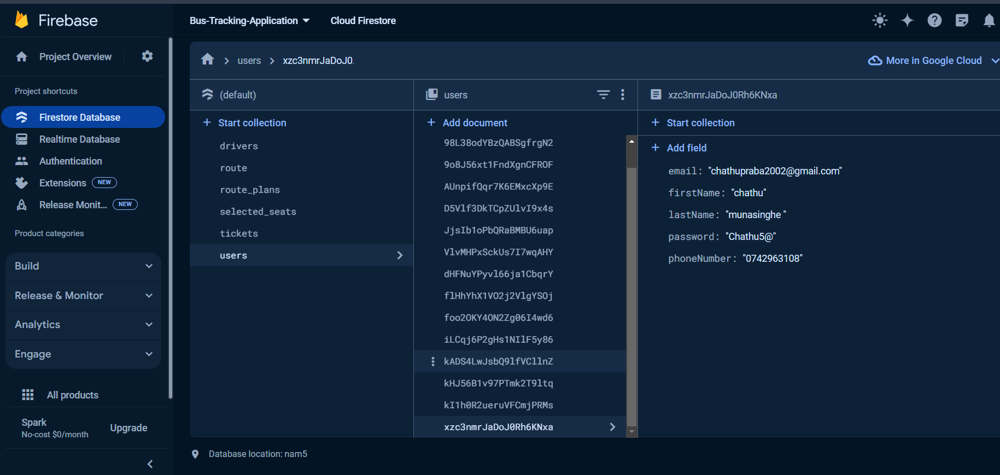 Firebase
Bus-Tracking-Application
Cloud Firestore
Project Overview
Project shortcuts
Firestore Database
Realtime Database
Authentication
Extensions NEW
Release Monit... NEW
Product categories
Build
Release & Monitor
Analytics
Engage
All products
Spark
No-cost $0/month
Upgrade
users
xzc3nmrJaDoJ0.
More in Google Cloud
(default)
Start collection
drivers
route
route_plans
selected_seats
tickets
users
users
Add document
98L38odYBzQABSgfrgN2
9o8J56xt1FndXgnCFROF
AUnpifQqr7K6EMxcXp9E
D5Vlf3DkTCpZUlvI9x4s
JjsIb1oPbQRaBMBU6uap
VlvMHPxSckUs7I7wqAHY
dHFNuYPyvl66ja1CbqrY
flHhYhX1VO2j2VlgYSOj
foo2OKY4ON2Zg06I4wd6
iLCqj6P2gHs1NIlF5y86
kADS4LwJsbQ9lfVCllnZ
kHJ56B1v97PTmk2T9ltq
kI1h0R2ueruVFCmjPRMs
xzc3nmrJaDoJ0Rh6KNxa
xzc3nmrJaDoJ0Rh6KNxa
Start collection
Add field
email: "chathupraba2002@gmail.com"
firstName: "chathu"
lastName: "munasinghe "
password: "Chathu5@"
phoneNumber: "0742963108"
Database location: nam5